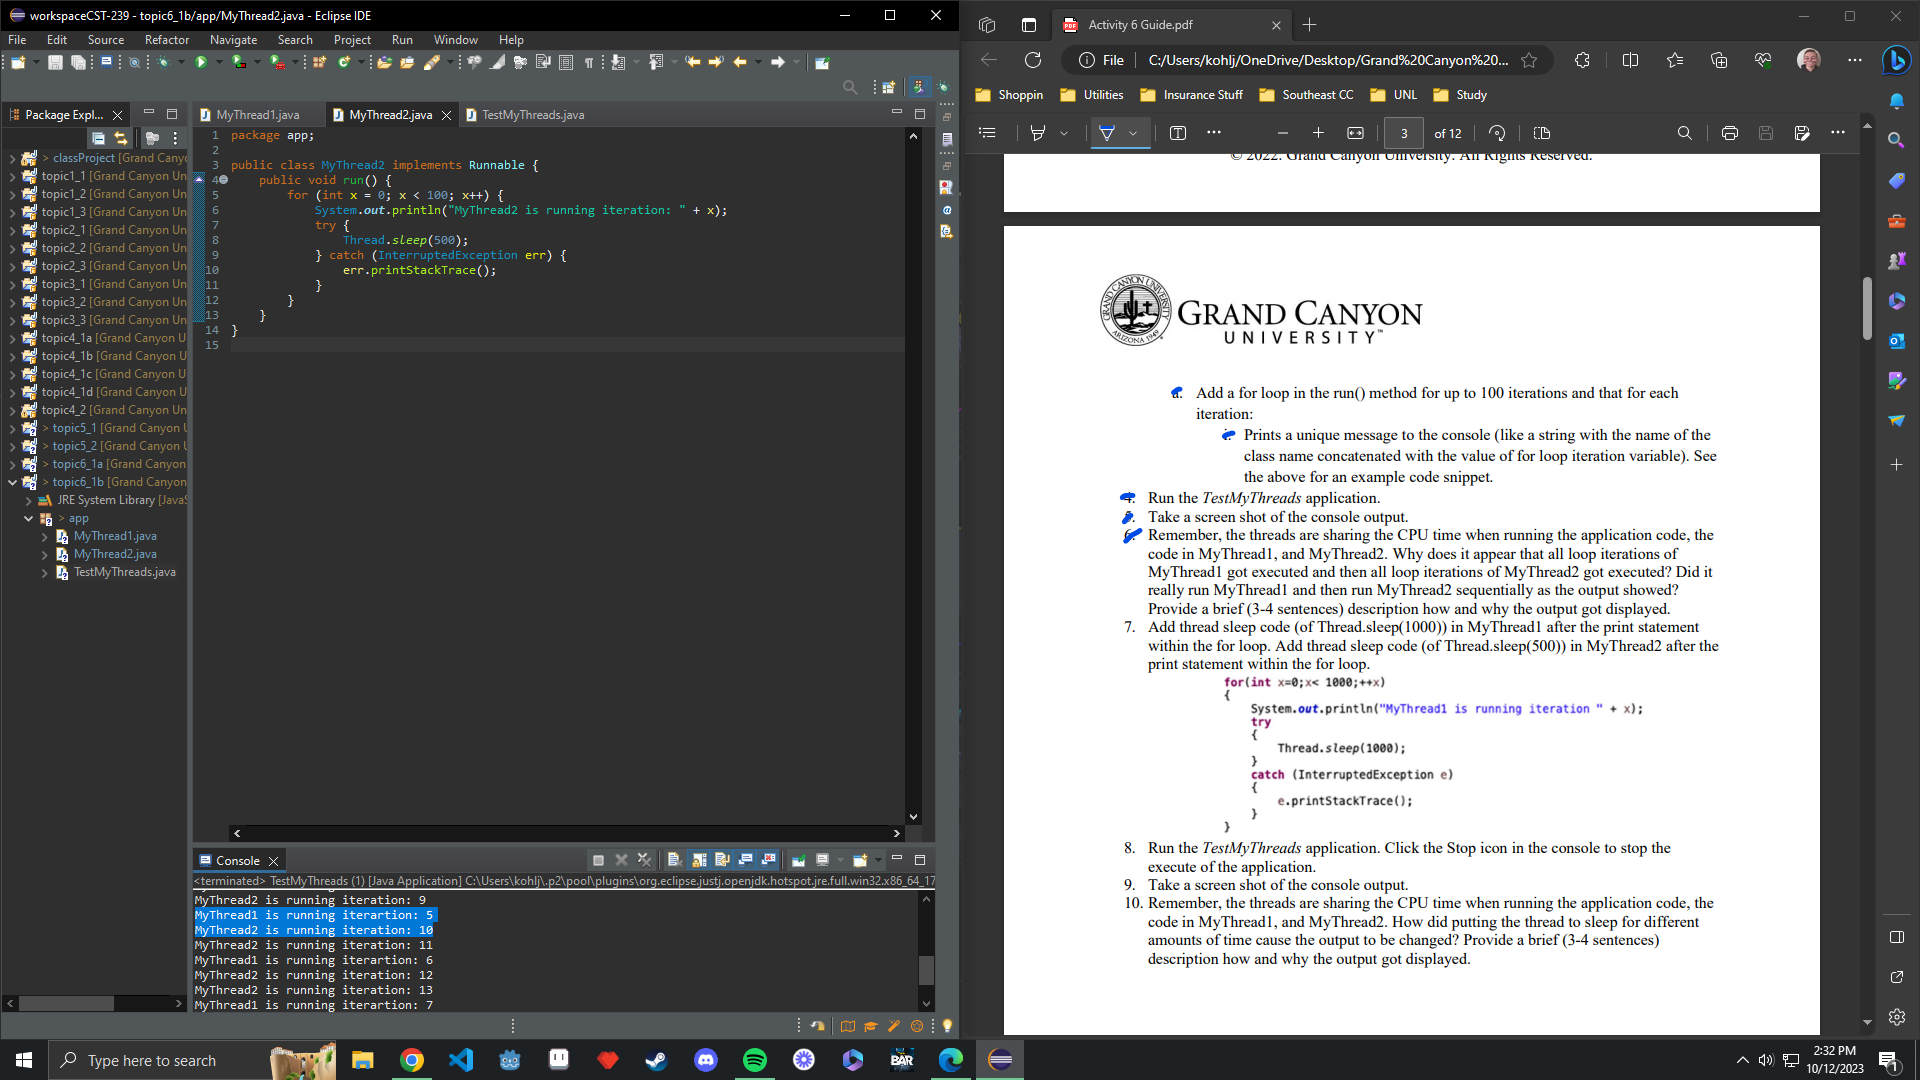 workspaceCST-239 - topic6_1b/app/MyThread2.java - Eclipse IDE
File Edit Source Refactor Navigate Search Project Run Window Help
Package Expl...
> classProject [Grand Canyo
topic1_1 [Grand Canyon Un
topic1_2 [Grand Canyon Un
topic1_3 [Grand Canyon Un
topic2_1 [Grand Canyon Un
topic2_2 [Grand Canyon Un
topic2_3 [Grand Canyon Un
topic3_1 [Grand Canyon Un
topic3_2 [Grand Canyon Un
topic3_3 [Grand Canyon Un
topic4_1a [Grand Canyon U
topic4_1b [Grand Canyon U
topic4_1c [Grand Canyon U
topic4_1d [Grand Canyon U
topic4_2 [Grand Canyon Un
> topic5_1 [Grand Canyon U
> topic5_2 [Grand Canyon U
> topic6_1a [Grand Canyon
> topic6_1b [Grand Canyon
JRE System Library [JavaS
> app
MyThread1.java
MyThread2.java
TestMyThreads.java
MyThread1.java MyThread2.java TestMyThreads.java
1 package app;
2
3 public class MyThread2 implements Runnable {
4 public void run() {
5 for (int x = 0; x < 100; x++) {
6 System.out.println("MyThread2 is running iteration: " + x);
7 try {
8 Thread.sleep(500);
9 } catch (InterruptedException err) {
10 err.printStackTrace();
11 }
12 }
13 }
14 }
15
Console
<terminated> TestMyThreads (1) [Java Application] C:\Users\kohlj\.p2\pool\plugins\org.eclipse.justj.openjdk.hotspot.jre.full.win32.x86_64_17
MyThread2 is running iteration: 9
MyThread1 is running iterartion: 5
MyThread2 is running iteration: 10
MyThread2 is running iteration: 11
MyThread1 is running iterartion: 6
MyThread2 is running iteration: 12
MyThread2 is running iteration: 13
MyThread1 is running iterartion: 7
Activity 6 Guide.pdf
File C:/Users/kohlj/OneDrive/Desktop/Grand%20Canyon%20...
Shoppin Utilities Insurance Stuff Southeast CC UNL Study
3 of 12
© 2022. Grand Canyon University. All Rights Reserved.
GRAND CANYON UNIVERSITY
ARIZONA 1949
GRAND CANYON
UNIVERSITY™
a. Add a for loop in the run() method for up to 100 iterations and that for each
iteration:
Prints a unique message to the console (like a string with the name of the
class name concatenated with the value of for loop iteration variable). See
the above for an example code snippet.
4. Run the TestMyThreads application.
5. Take a screen shot of the console output.
6. Remember, the threads are sharing the CPU time when running the application code, the
code in MyThread1, and MyThread2. Why does it appear that all loop iterations of
MyThread1 got executed and then all loop iterations of MyThread2 got executed? Did it
really run MyThread1 and then run MyThread2 sequentially as the output showed?
Provide a brief (3-4 sentences) description how and why the output got displayed.
7. Add thread sleep code (of Thread.sleep(1000)) in MyThread1 after the print statement
within the for loop. Add thread sleep code (of Thread.sleep(500)) in MyThread2 after the
print statement within the for loop.
for(int x=0;x< 1000;++x)
{
System.out.println("MyThread1 is running iteration " + x);
try
{
Thread.sleep(1000);
}
catch (InterruptedException e)
{
e.printStackTrace();
}
}
8. Run the TestMyThreads application. Click the Stop icon in the console to stop the
execute of the application.
9. Take a screen shot of the console output.
10. Remember, the threads are sharing the CPU time when running the application code, the
code in MyThread1, and MyThread2. How did putting the thread to sleep for different
amounts of time cause the output to be changed? Provide a brief (3-4 sentences)
description how and why the output got displayed.
Type here to search
BAR
2:32 PM
10/12/2023
1